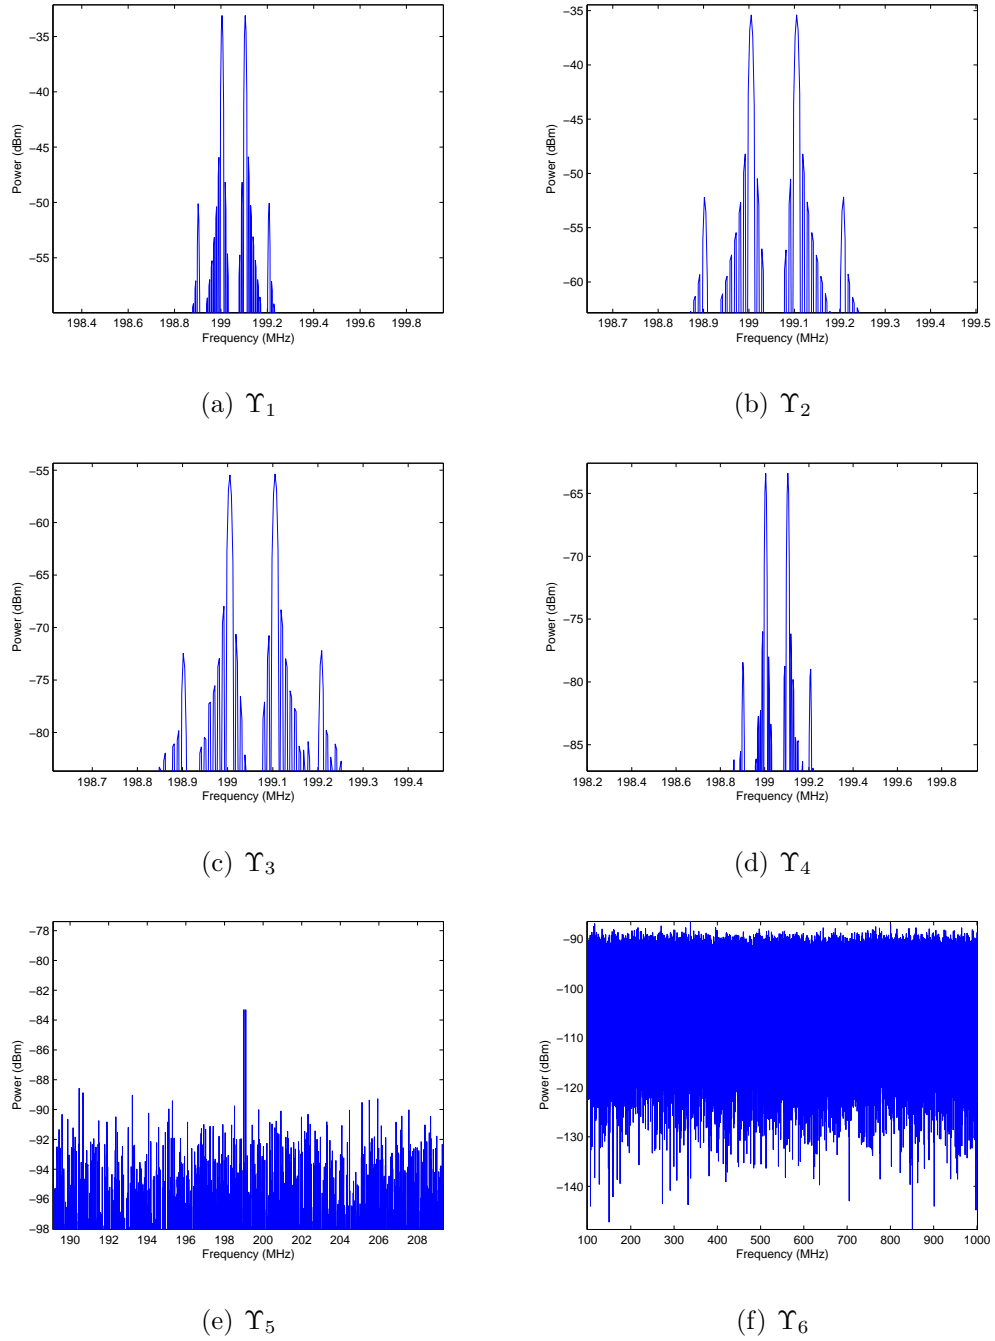 −35
−40
−45
−50
−55
Power (dBm)
198.4 198.6 198.8 199 199.2 199.4 199.6 199.8
Frequency (MHz)
(a) ϒ1
−35
−40
−45
−50
−55
−60
Power (dBm)
198.7 198.8 198.9 199 199.1 199.2 199.3 199.4 199.5
Frequency (MHz)
(b) ϒ2
−55
−60
−65
−70
−75
−80
Power (dBm)
198.7 198.8 198.9 199 199.1 199.2 199.3 199.4
Frequency (MHz)
(c) ϒ3
−65
−70
−75
−80
−85
Power (dBm)
198.2 198.4 198.6 198.8 199 199.2 199.4 199.6 199.8
Frequency (MHz)
(d) ϒ4
−78
−80
−82
−84
−86
−88
−90
−92
−94
−96
−98
Power (dBm)
190 192 194 196 198 200 202 204 206 208
Frequency (MHz)
(e) ϒ5
−90
−100
−110
−120
−130
−140
Power (dBm)
100 200 300 400 500 600 700 800 900 1000
Frequency (MHz)
(f) ϒ6